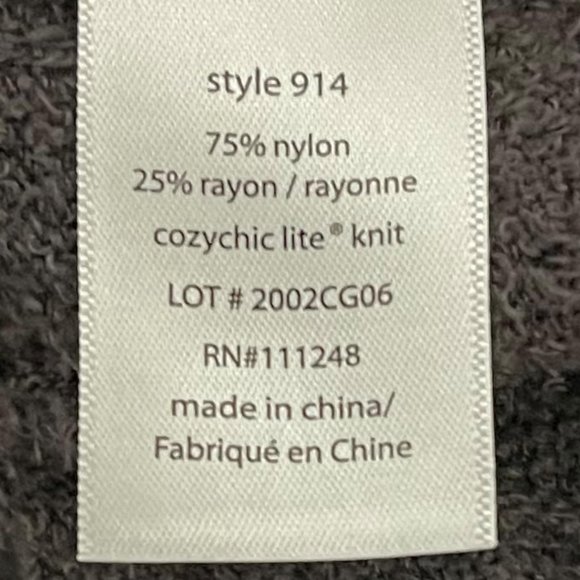 style 914
75% nylon
25% rayon / rayonne
cozychic lite® knit
LOT # 2002CG06
RN#111248
made in china/
Fabriqué en Chine